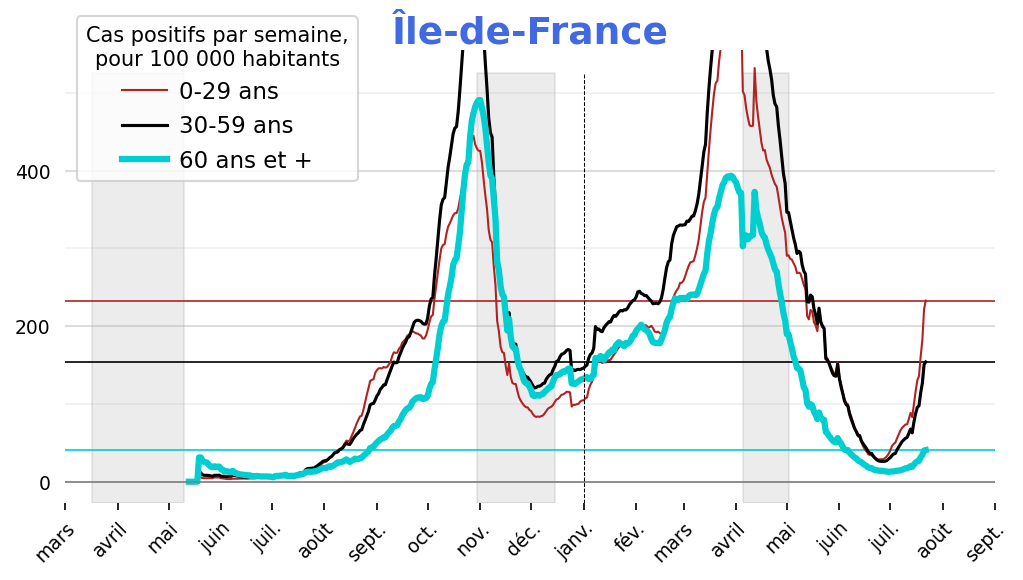 Île-de-France
Cas positifs par semaine,
pour 100 000 habitants
0-29 ans
30-59 ans
60 ans et +
400
200
0
mars
avril
mai
juin
juil.
août
sept.
oct.
nov.
déc.
janv.
fév.
mars
avril
mai
juin
juil.
août
sept.